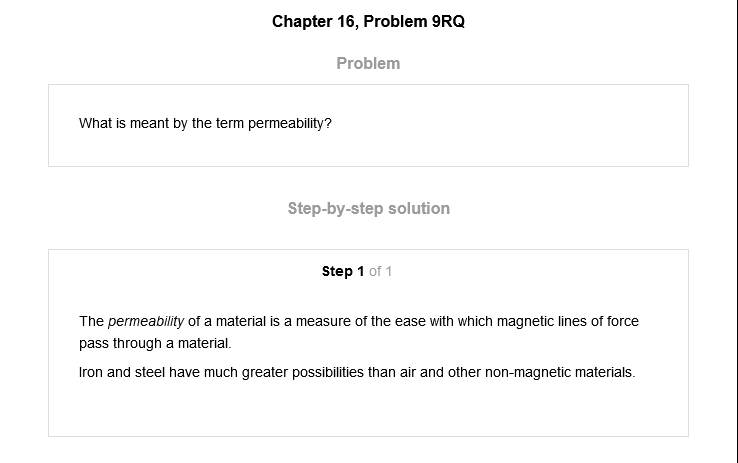 Chapter 16, Problem 9RQ
Problem
What is meant by the term permeability?
Step-by-step solution
Step 1 of 1
The permeability of a material is a measure of the ease with which magnetic lines of force
pass through a material.
Iron and steel have much greater possibilities than air and other non-magnetic materials.